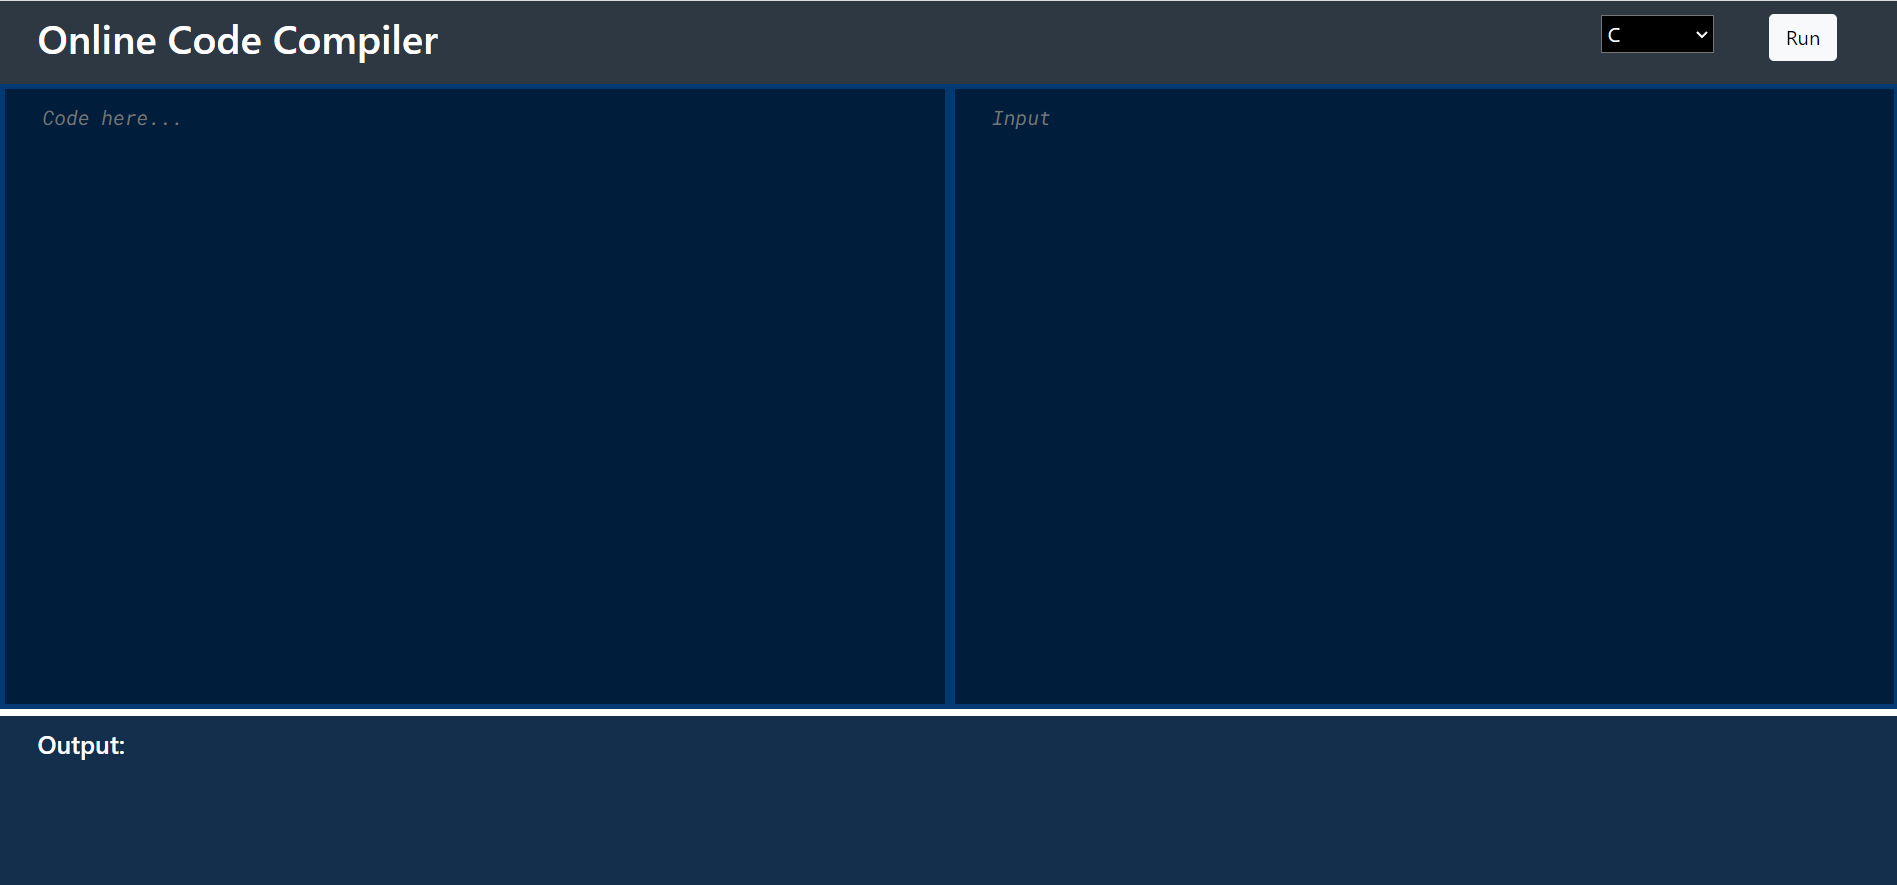 Online Code Compiler
C
Run
Code here...
Input
Output: